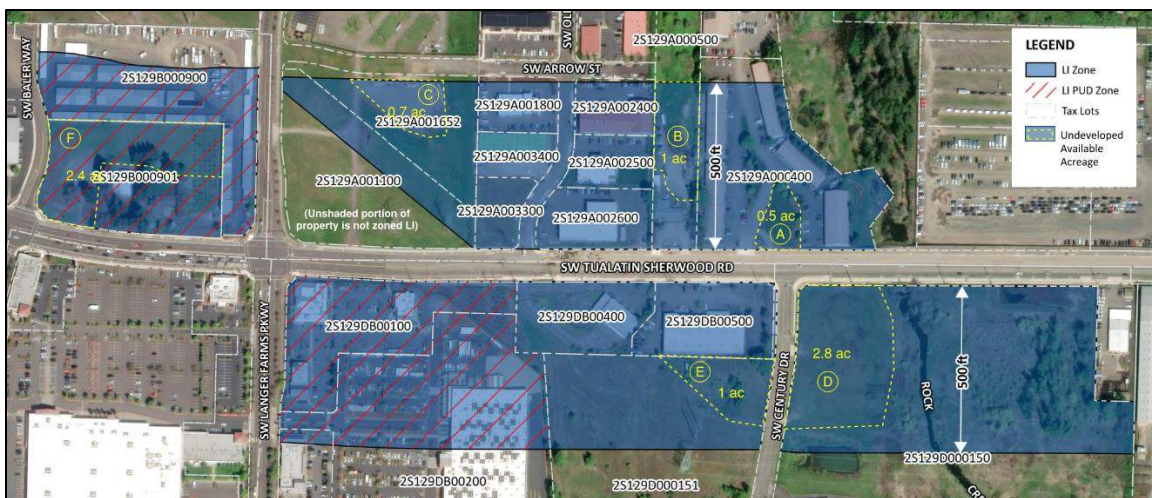 SW BALER WAY
2S129B000900
F
2.4 a
2S129B000901
SW ARROW ST
SW OL
2S129A000500
C
0.7 ac
2S129A001652
2S129A001800
2S129A002400
B
1 ac
2S129A003400
2S129A002500
2S129A001100
2S129A003300
2S129A002600
(Unshaded portion of
property is not zoned LI)
500 ft
2S129A000400
0.5 ac
A
LEGEND
LI Zone
LI PUD Zone
Tax Lots
Undeveloped
Available
Acreage
SW TUALATIN SHERWOOD RD
SW LANGER FARMS PKWY
2S129DB00100
2S129DB00400
2S129DB00500
E
1 ac
SW CENTURY DR
2.8 ac
D
ROCK
500 ft
2S129DB00200
2S129D000151
2S129D000150
CR